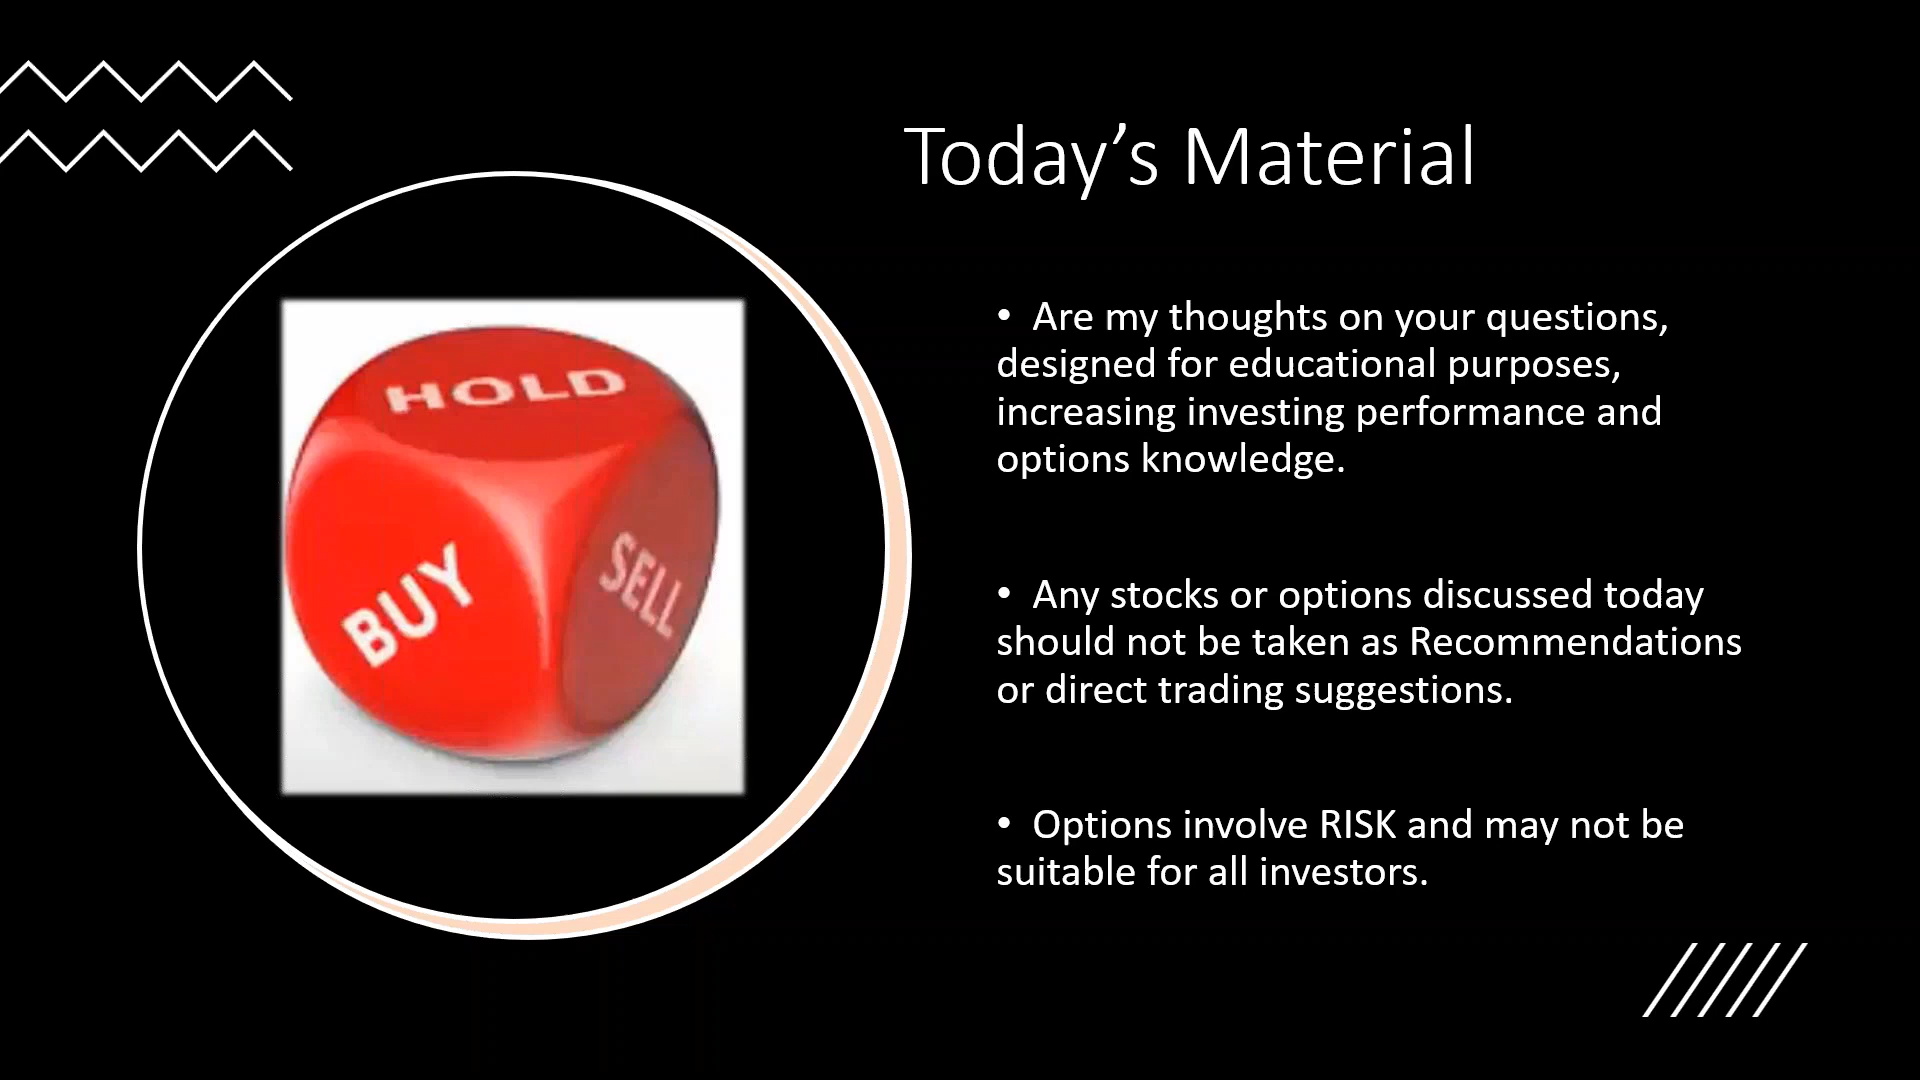 Today’s Material
HOLD
BUY
SELL
• Are my thoughts on your questions,
designed for educational purposes,
increasing investing performance and
options knowledge.
• Any stocks or options discussed today
should not be taken as Recommendations
or direct trading suggestions.
• Options involve RISK and may not be
suitable for all investors.